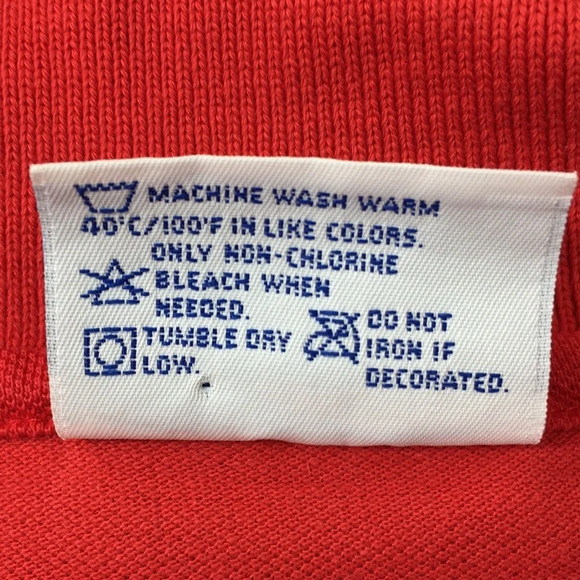 MACHINE WASH WARM
40°C/100°F IN LIKE COLORS.
ONLY NON-CHLORINE
BLEACH WHEN
NEEDED.
TUMBLE DRY
LOW.
DO NOT
IRON IF
DECORATED.